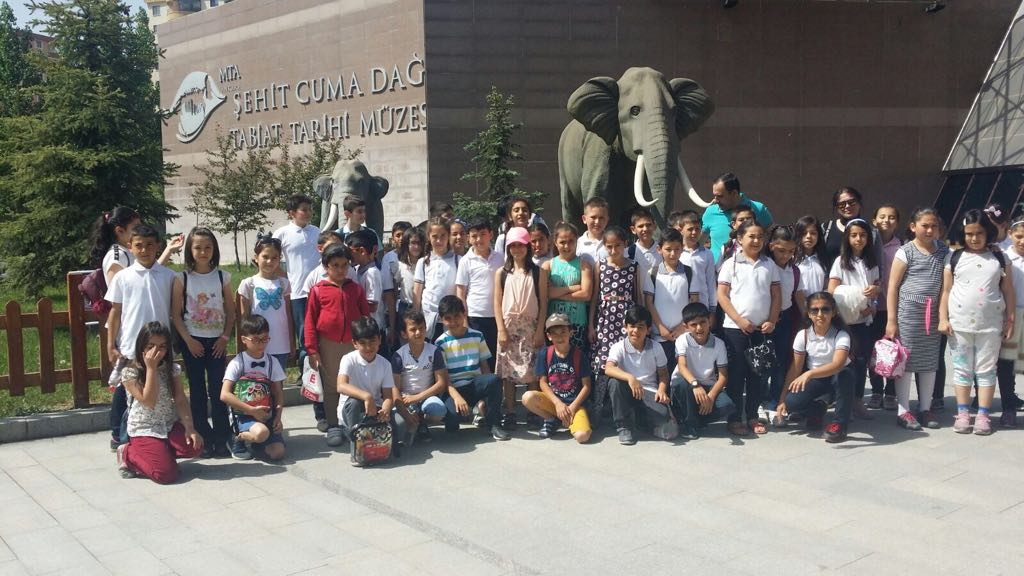 MTA
ŞEHİT CUMA DAĞ
TABİAT TARİHİ MÜZES